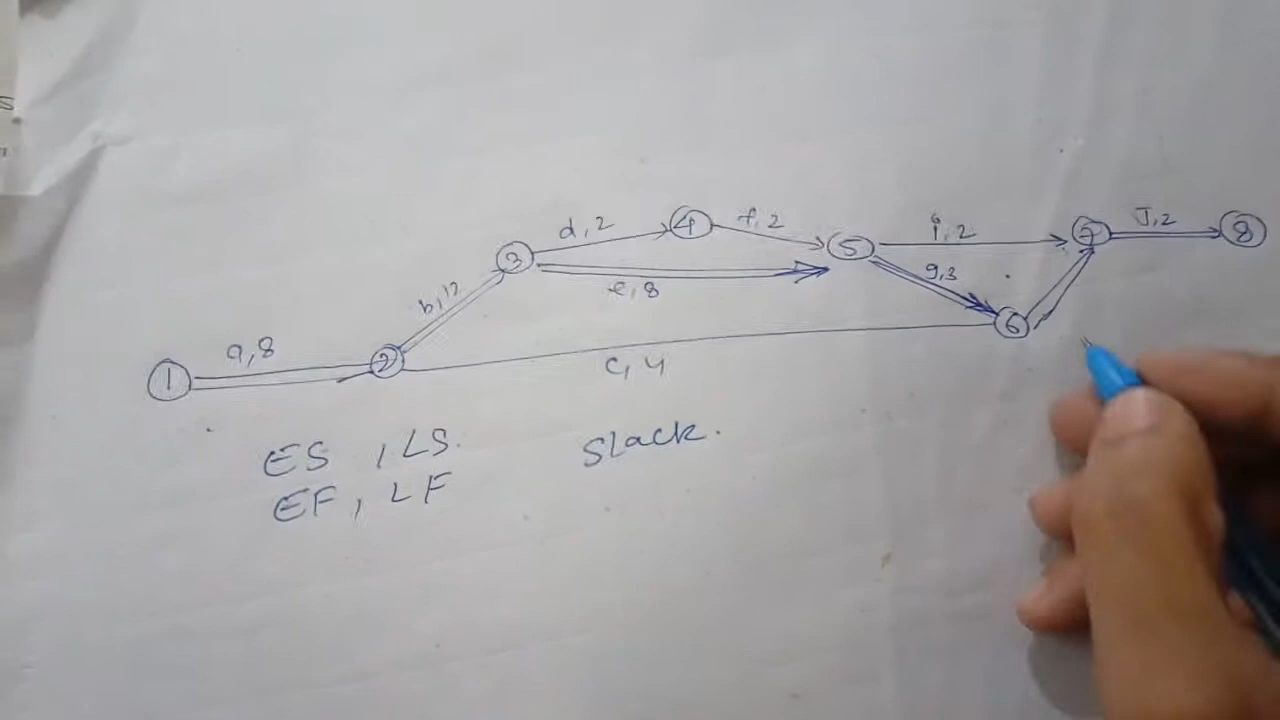 d,2
4
f,2
i,2
7
J,2
8
3
5
b,12
e,8
g,3
6
a,8
2
c,4
1
ES , LS.
Slack.
EF, LF